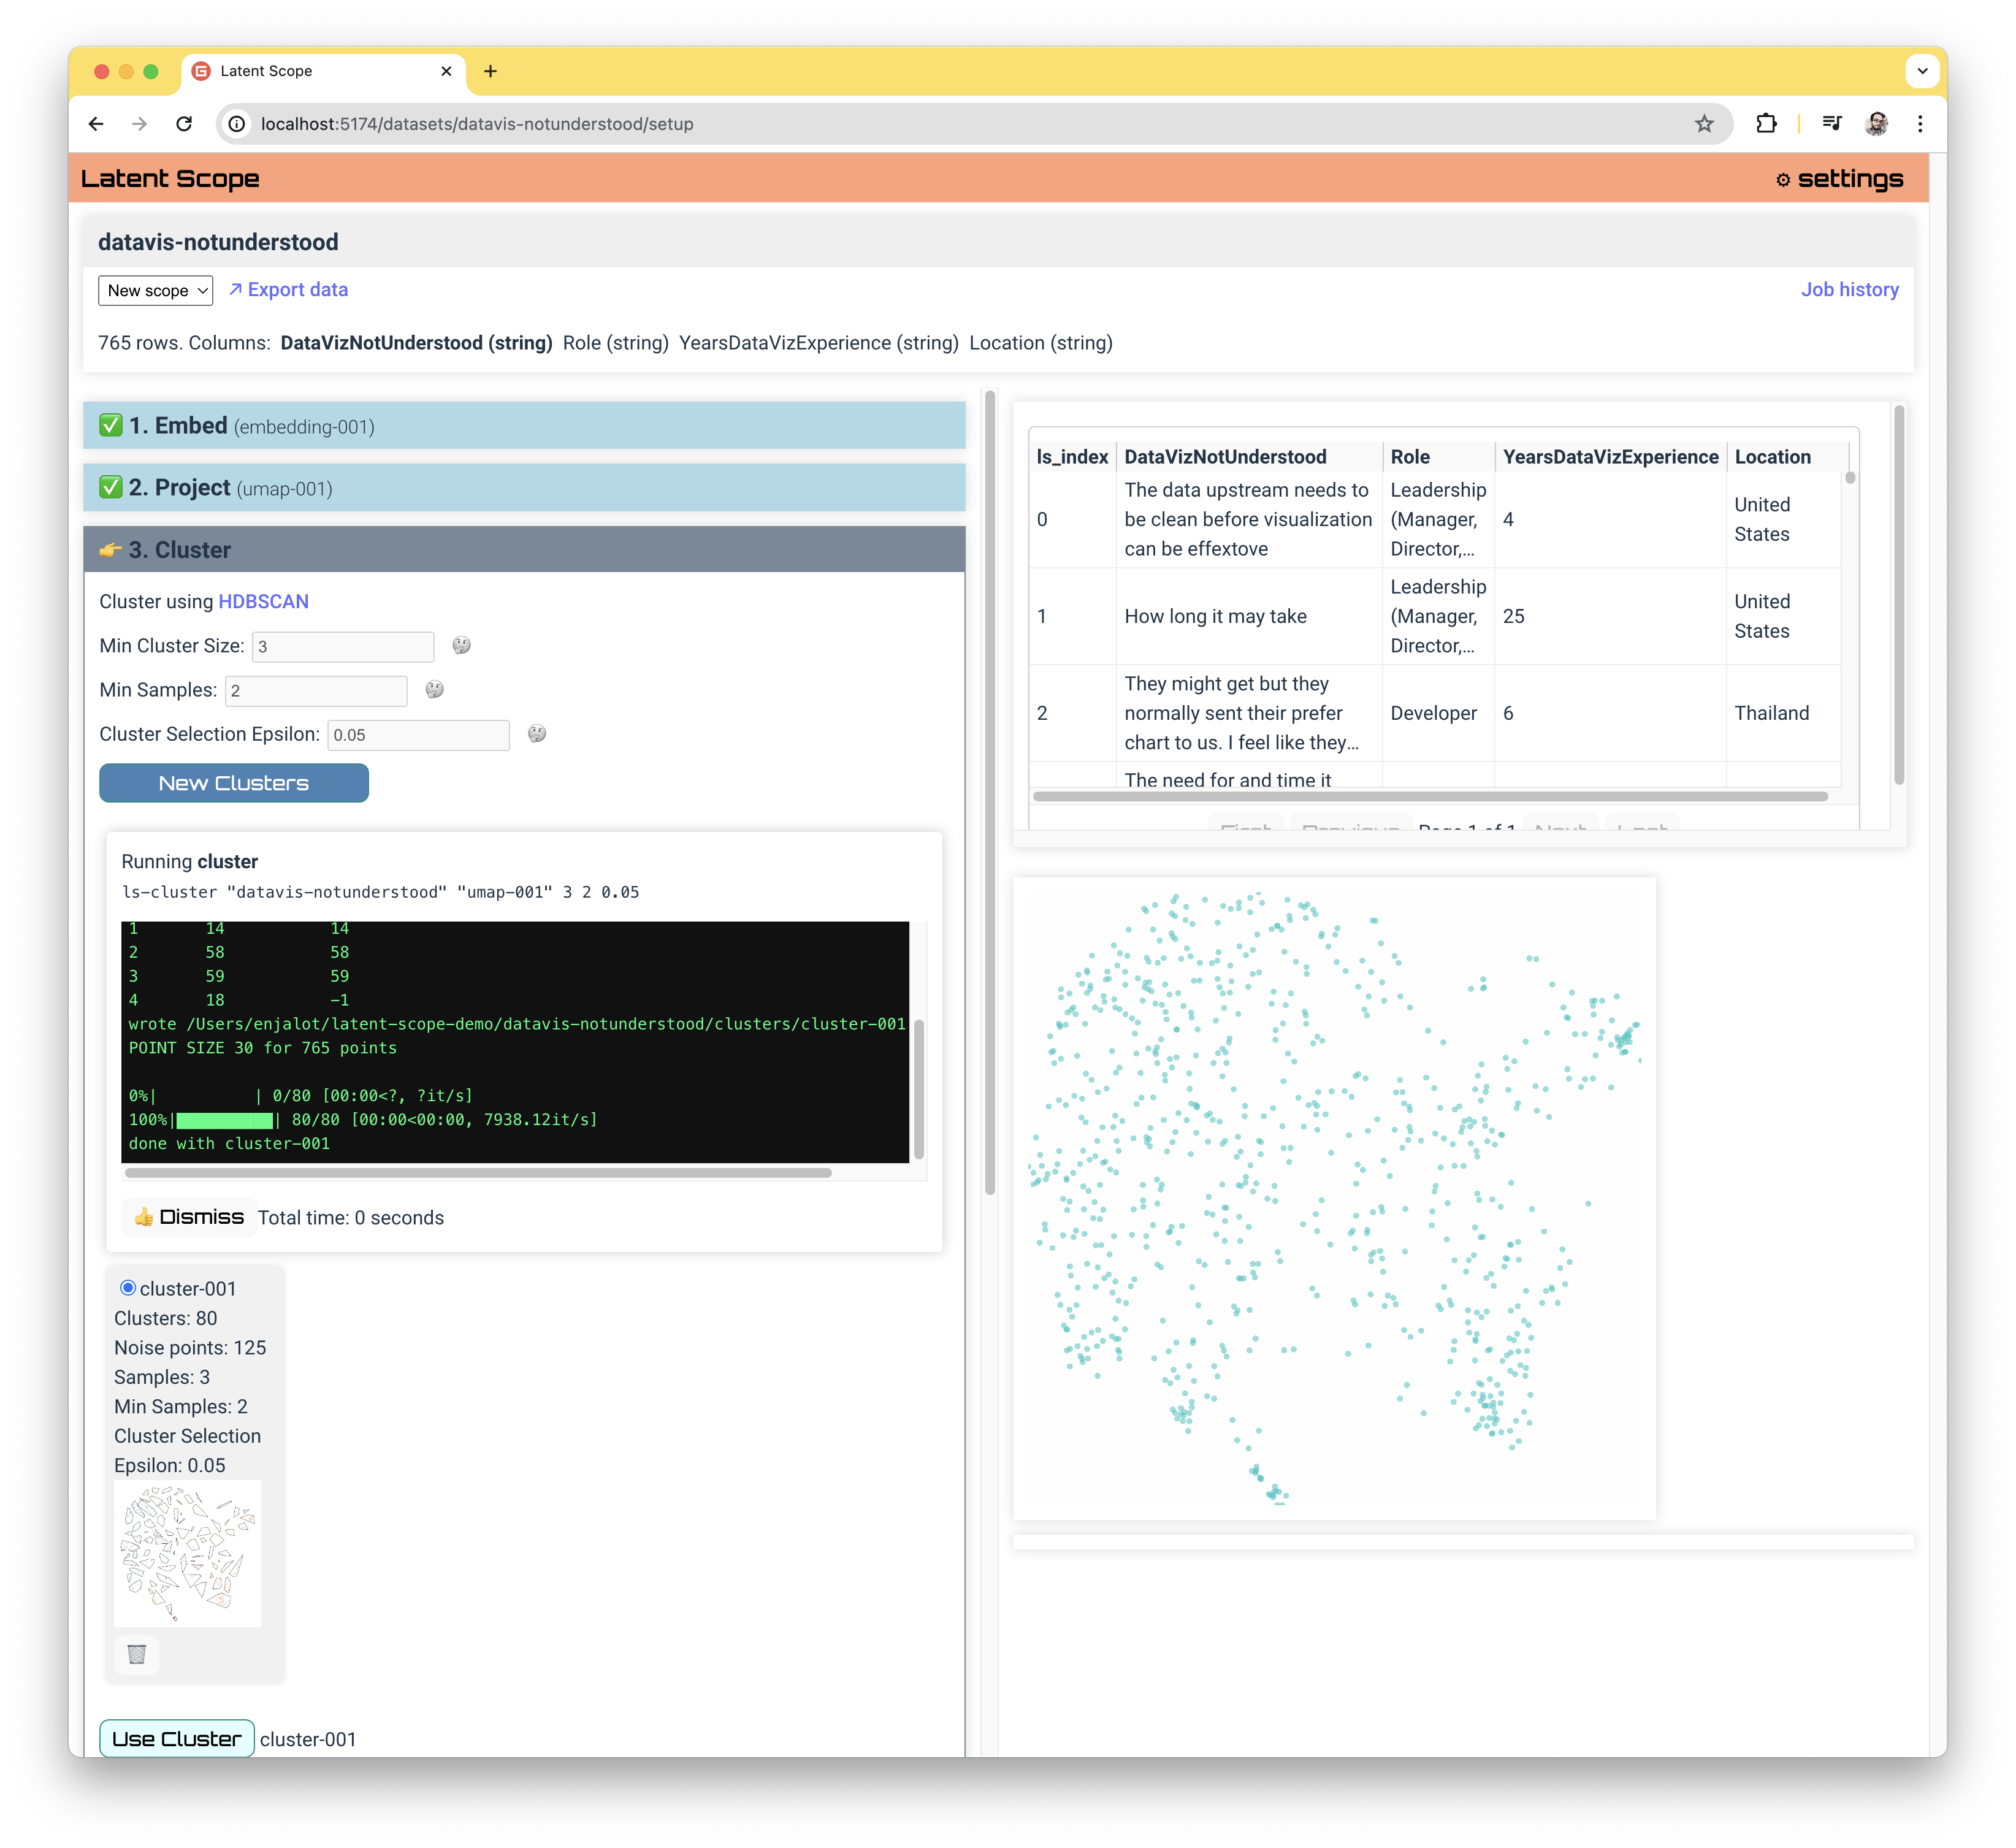 Latent Scope
localhost:5174/datasets/datavis-notunderstood/setup
Latent Scope
⚙ settings
datavis-notunderstood
New scope
↗ Export data
Job history
765 rows. Columns: DataVizNotUnderstood (string) Role (string) YearsDataVizExperience (string) Location (string)
✅ 1. Embed (embedding-001)
✅ 2. Project (umap-001)
👉 3. Cluster
Cluster using HDBSCAN
Min Cluster Size: 3
Min Samples: 2
Cluster Selection Epsilon: 0.05
New Clusters
Running cluster
ls-cluster "datavis-notunderstood" "umap-001" 3 2 0.05
1 14 14
2 58 58
3 59 59
4 18 −1
wrote /Users/enjalot/latent-scope-demo/datavis-notunderstood/clusters/cluster-001
POINT SIZE 30 for 765 points
0%| | 0/80 [00:00<?, ?it/s]
100%|██████████| 80/80 [00:00<00:00, 7938.12it/s]
done with cluster-001
👍 Dismiss Total time: 0 seconds
cluster-001
Clusters: 80
Noise points: 125
Samples: 3
Min Samples: 2
Cluster Selection
Epsilon: 0.05
Use Cluster cluster-001
ls_index DataVizNotUnderstood Role YearsDataVizExperience Location
0
The data upstream needs to
be clean before visualization
can be effextove
Leadership
(Manager,
Director,...
4
United
States
1
How long it may take
Leadership
(Manager,
Director,...
25
United
States
2
They might get but they
normally sent their prefer
chart to us. I feel like they...
Developer
6
Thailand
The need for and time it
First Previous Page 1 of 1 Next Last